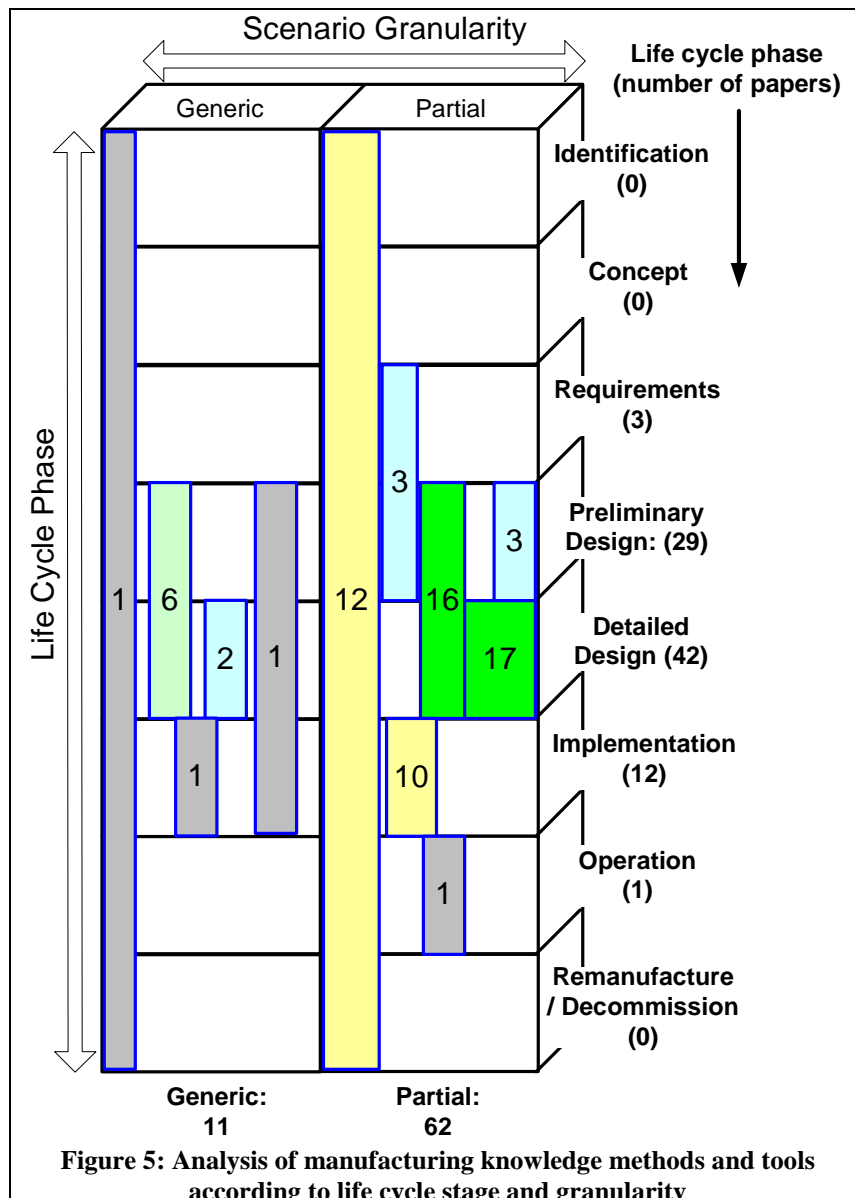 Scenario Granularity
Life cycle phase
(number of papers)
Generic
Partial
Life Cycle Phase
Identification
(0)
Concept
(0)
Requirements
(3)
Preliminary
Design: (29)
Detailed
Design (42)
Implementation
(12)
Operation
(1)
Remanufacture
/ Decommission
(0)
1
6
2
1
1
12
3
16
3
17
10
1
Generic:
11
Partial:
62
Figure 5: Analysis of manufacturing knowledge methods and tools
according to life cycle stage and granularity